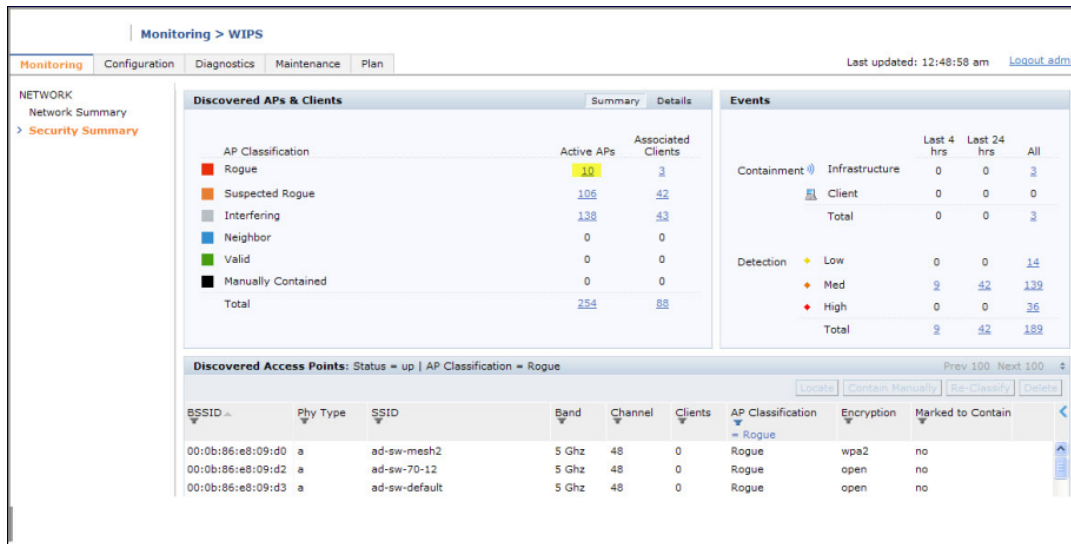 Monitoring > WIPS
Monitoring Configuration Diagnostics Maintenance Plan
Last updated: 12:48:58 am Logout adm
NETWORK
Network Summary
> Security Summary
Discovered APs & Clients Summary Details
AP Classification Active APs Associated Clients
Rogue 10 3
Suspected Rogue 106 42
Interfering 138 43
Neighbor 0 0
Valid 0 0
Manually Contained 0 0
Total 254 88
Events
Last 4 hrs Last 24 hrs All
Containment Infrastructure 0 0 3
Client 0 0 0
Total 0 0 3
Detection Low 0 0 14
Med 9 42 139
High 0 0 36
Total 9 42 189
Discovered Access Points: Status = up | AP Classification = Rogue Prev 100 Next 100
Locate Contain Manually Re-Classify Delete
BSSID Phy Type SSID Band Channel Clients AP Classification Encryption Marked to Contain
= Rogue
00:0b:86:e8:09:d0 a ad-sw-mesh2 5 Ghz 48 0 Rogue wpa2 no
00:0b:86:e8:09:d2 a ad-sw-70-12 5 Ghz 48 0 Rogue open no
00:0b:86:e8:09:d3 a ad-sw-default 5 Ghz 48 0 Rogue open no